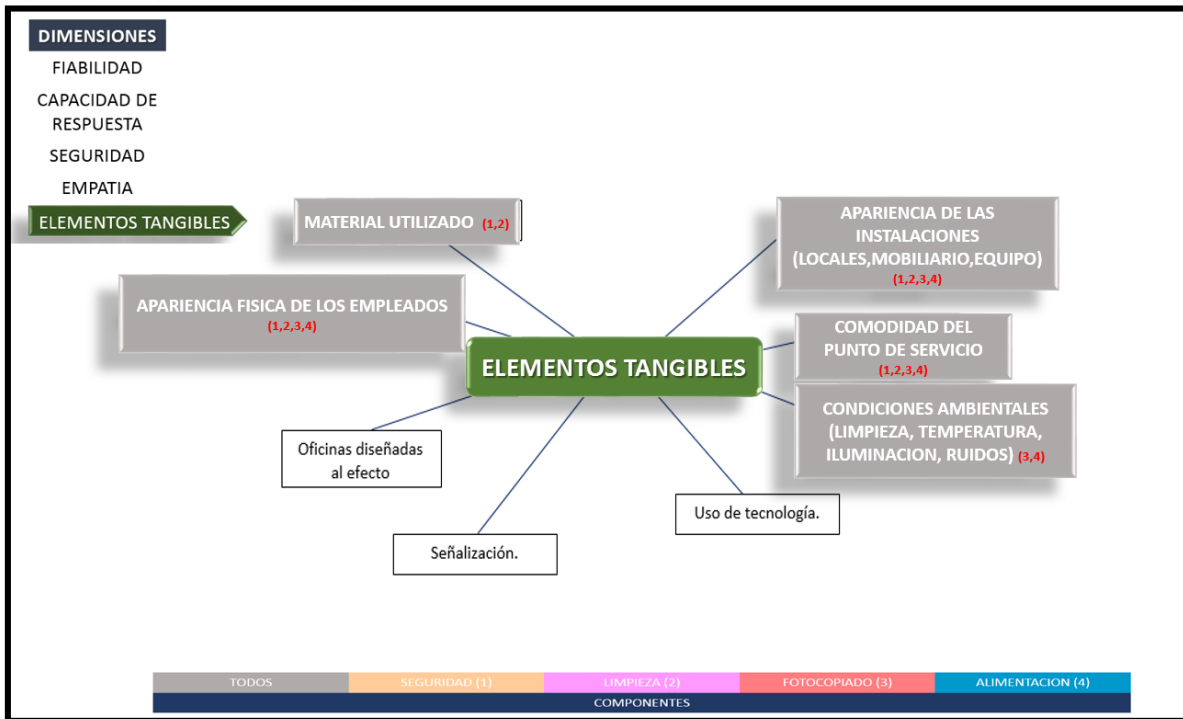 DIMENSIONES
FIABILIDAD
CAPACIDAD DE
RESPUESTA
SEGURIDAD
EMPATIA
ELEMENTOS TANGIBLES
MATERIAL UTILIZADO (1,2)
APARIENCIA FISICA DE LOS EMPLEADOS
(1,2,3,4)
APARIENCIA DE LAS
INSTALACIONES
(LOCALES,MOBILIARIO,EQUIPO)
(1,2,3,4)
COMODIDAD DEL
PUNTO DE SERVICIO
(1,2,3,4)
ELEMENTOS TANGIBLES
CONDICIONES AMBIENTALES
(LIMPIEZA, TEMPERATURA,
ILUMINACION, RUIDOS) (3,4)
Oficinas diseñadas
al efecto
Señalización.
Uso de tecnología.
TODOS
SEGURIDAD (1)
LIMPIEZA (2)
FOTOCOPIADO (3)
ALIMENTACION (4)
COMPONENTES